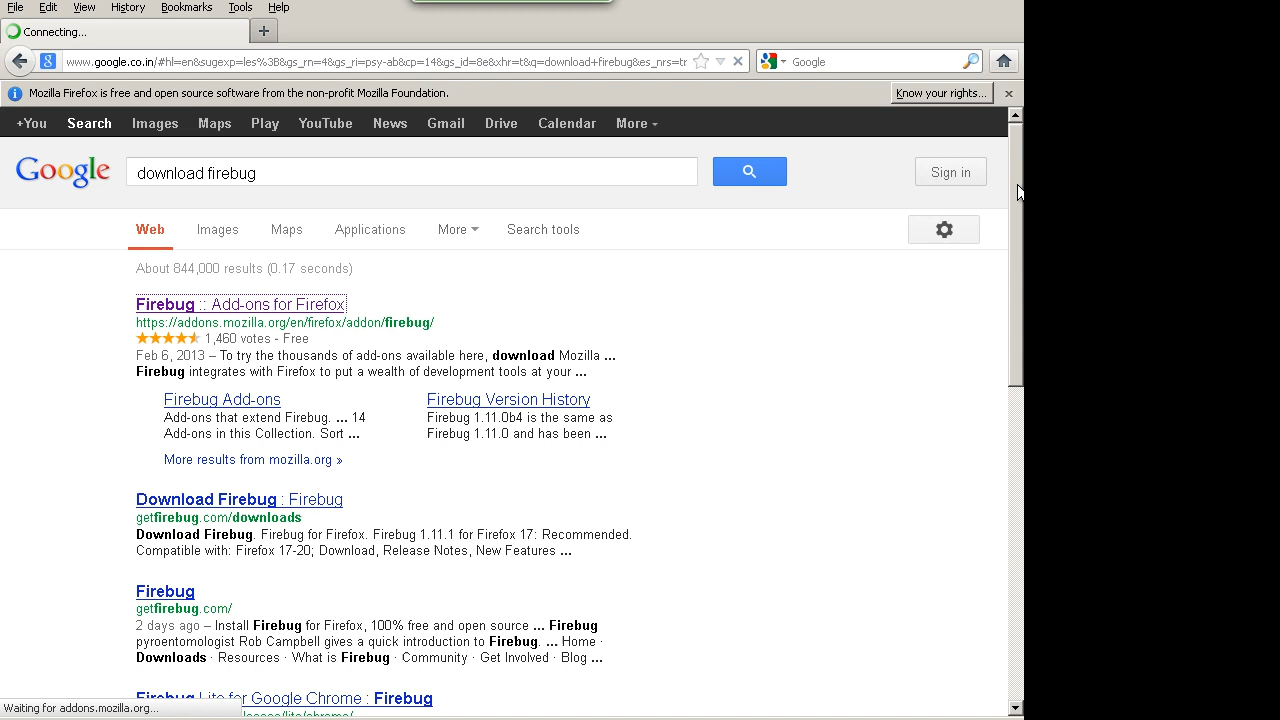 File Edit View History Bookmarks Tools Help
Connecting...
www.google.co.in/#hl=en&sugexp=les%3B&gs_rn=4&gs_ri=psy-ab&cp=14&gs_id=oe&xhr=t&q=download+firebug&es_nrs=tr Google
Mozilla Firefox is free and open source software from the non-profit Mozilla Foundation. Know your rights...
+You Search Images Maps Play YouTube News Gmail Drive Calendar More
Google download firebug Sign in
Web Images Maps Applications More Search tools
About 844,000 results (0.17 seconds)
Firebug :: Add-ons for Firefox
https://addons.mozilla.org/en/firefox/addon/firebug/
1,460 votes - Free
Feb 6, 2013 – To try the thousands of add-ons available here, download Mozilla ...
Firebug integrates with Firefox to put a wealth of development tools at your ...
Firebug Add-ons Firebug Version History
Add-ons that extend Firebug. ... 14 Firebug 1.11.0b4 is the same as
Add-ons in this Collection. Sort ... Firebug 1.11.0 and has been ...
More results from mozilla.org »
Download Firebug : Firebug
getfirebug.com/downloads
Download Firebug. Firebug for Firefox. Firebug 1.11.1 for Firefox 17: Recommended.
Compatible with: Firefox 17-20; Download, Release Notes, New Features ...
Firebug
getfirebug.com/
2 days ago – Install Firebug for Firefox, 100% free and open source ... Firebug
pyroentomologist Rob Campbell gives a quick introduction to Firebug. ... Home ·
Downloads · Resources · What is Firebug · Community · Get Involved · Blog ...
Firebug Lite for Google Chrome : Firebug
Waiting for addons.mozilla.org...